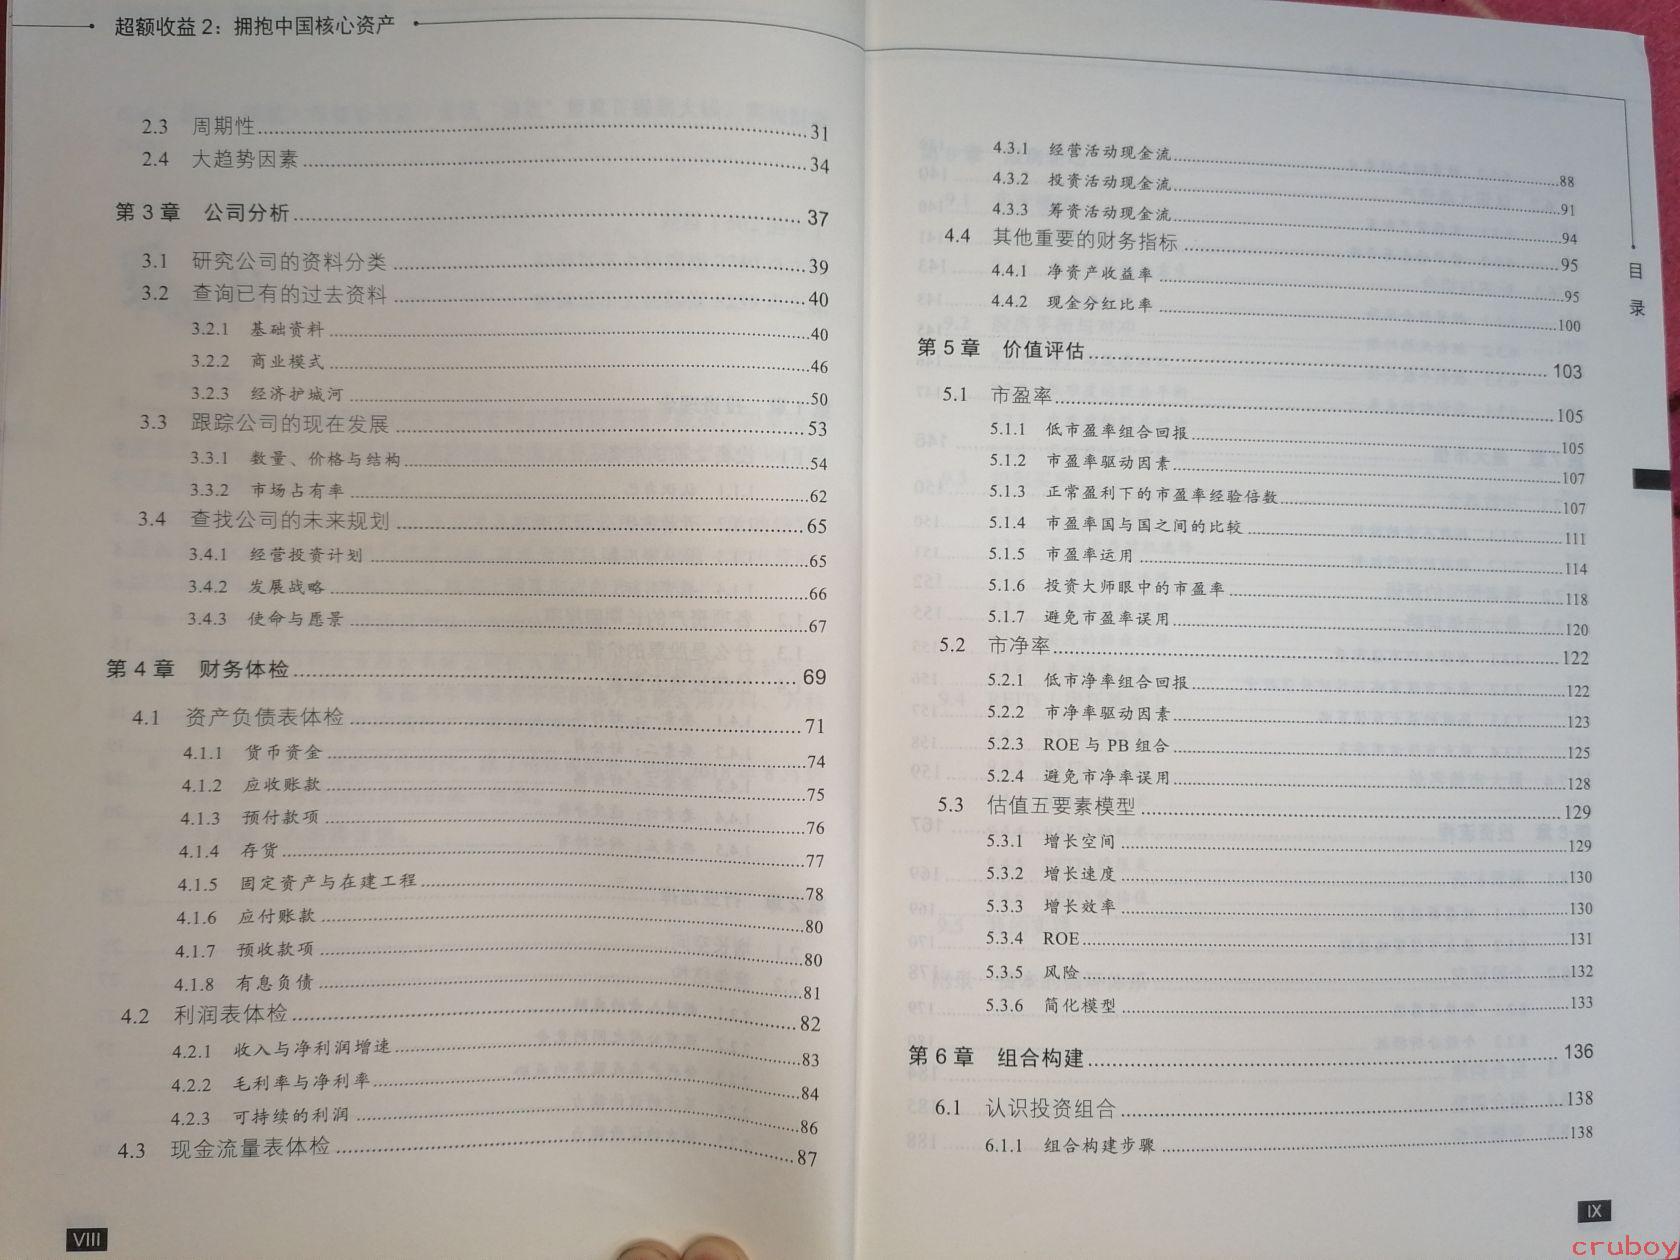 超额收益 2：拥抱中国核心资产
2.3 周期性 31
2.4 大趋势因素 34
第 3 章 公司分析 37
3.1 研究公司的资料分类 39
3.2 查询已有的过去资料 40
3.2.1 基础资料 40
3.2.2 商业模式 46
3.2.3 经济护城河 50
3.3 跟踪公司的现在发展 53
3.3.1 数量、价格与结构 54
3.3.2 市场占有率 62
3.4 查找公司的未来规划 65
3.4.1 经营投资计划 65
3.4.2 发展战略 66
3.4.3 使命与愿景 67
第 4 章 财务体检 69
4.1 资产负债表体检 71
4.1.1 货币资金 74
4.1.2 应收账款 75
4.1.3 预付款项 76
4.1.4 存货 77
4.1.5 固定资产与在建工程 78
4.1.6 应付账款 80
4.1.7 预收款项 80
4.1.8 有息负债 81
4.2 利润表体检 82
4.2.1 收入与净利润增速 83
4.2.2 毛利率与净利率 84
4.2.3 可持续的利润 86
4.3 现金流量表体检 87
VIII
4.3.1 经营活动现金流 88
4.3.2 投资活动现金流 91
4.3.3 筹资活动现金流 94
4.4 其他重要的财务指标 95
4.4.1 净资产收益率 95
4.4.2 现金分红比率 100
第 5 章 价值评估 103
5.1 市盈率 105
5.1.1 低市盈率组合回报 105
5.1.2 市盈率驱动因素 107
5.1.3 正常盈利下的市盈率经验倍数 107
5.1.4 市盈率国与国之间的比较 111
5.1.5 市盈率运用 114
5.1.6 投资大师眼中的市盈率 118
5.1.7 避免市盈率误用 120
5.2 市净率 122
5.2.1 低市净率组合回报 122
5.2.2 市净率驱动因素 123
5.2.3 ROE 与 PB 组合 125
5.2.4 避免市净率误用 128
5.3 估值五要素模型 129
5.3.1 增长空间 129
5.3.2 增长速度 130
5.3.3 增长效率 130
5.3.4 ROE 131
5.3.5 风险 132
5.3.6 简化模型 133
第 6 章 组合构建 136
6.1 认识投资组合 138
6.1.1 组合构建步骤 138
目
录
IX
cruboy